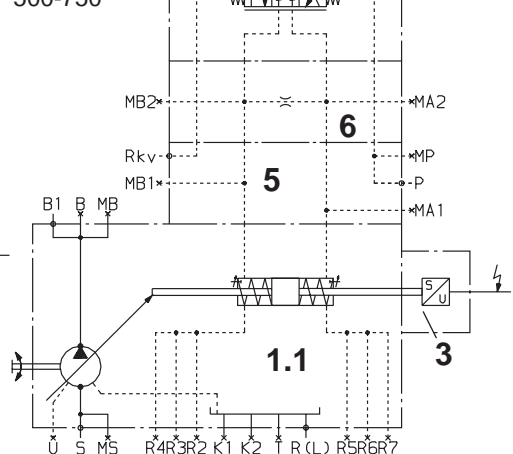 500-750
MB2 MA2
6
Rkv MP
MB1 5 P
MA1
B1 B MB
S
U
1.1 3
U S MS R4 R3 R2 K1 K2 T R(L) R5 R6 R7